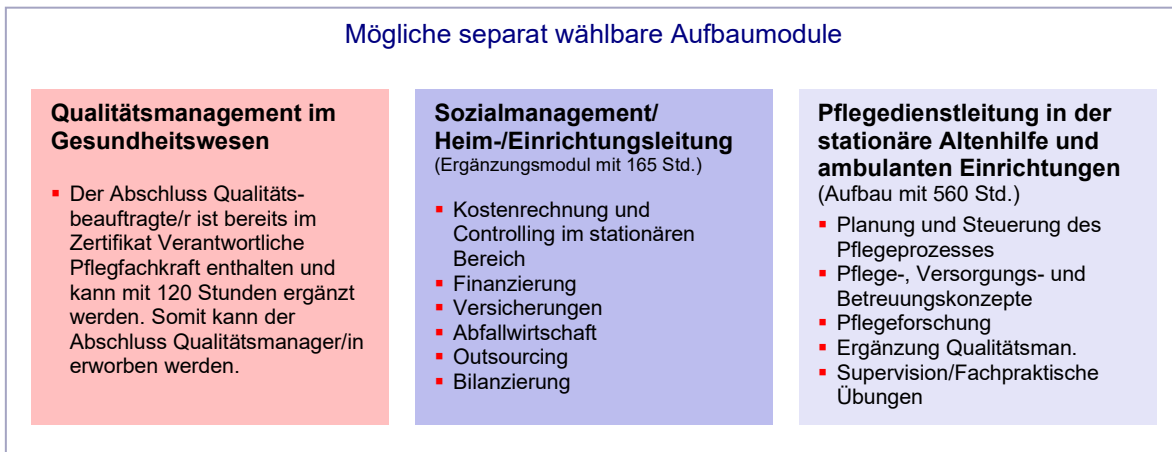 Mögliche separat wählbare Aufbaumodule
Qualitätsmanagement im
Gesundheitswesen
▪ Der Abschluss Qualitäts-
beauftragte/r ist bereits im
Zertifikat Verantwortliche
Pflegfachkraft enthalten und
kann mit 120 Stunden ergänzt
werden. Somit kann der
Abschluss Qualitätsmanager/in
erworben werden.
Sozialmanagement/
Heim-/Einrichtungsleitung
(Ergänzungsmodul mit 165 Std.)
▪ Kostenrechnung und
Controlling im stationären
Bereich
▪ Finanzierung
▪ Versicherungen
▪ Abfallwirtschaft
▪ Outsourcing
▪ Bilanzierung
Pflegedienstleitung in der
stationäre Altenhilfe und
ambulanten Einrichtungen
(Aufbau mit 560 Std.)
▪ Planung und Steuerung des
Pflegeprozesses
▪ Pflege-, Versorgungs- und
Betreuungskonzepte
▪ Pflegeforschung
▪ Ergänzung Qualitätsman.
▪ Supervision/Fachpraktische
Übungen